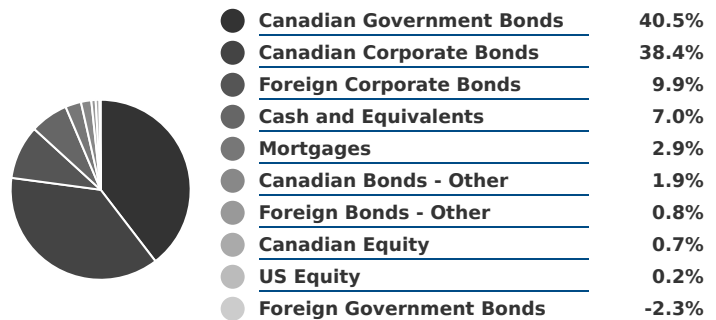 Canadian Government Bonds 40.5%
Canadian Corporate Bonds 38.4%
Foreign Corporate Bonds 9.9%
Cash and Equivalents 7.0%
Mortgages 2.9%
Canadian Bonds - Other 1.9%
Foreign Bonds - Other 0.8%
Canadian Equity 0.7%
US Equity 0.2%
Foreign Government Bonds -2.3%